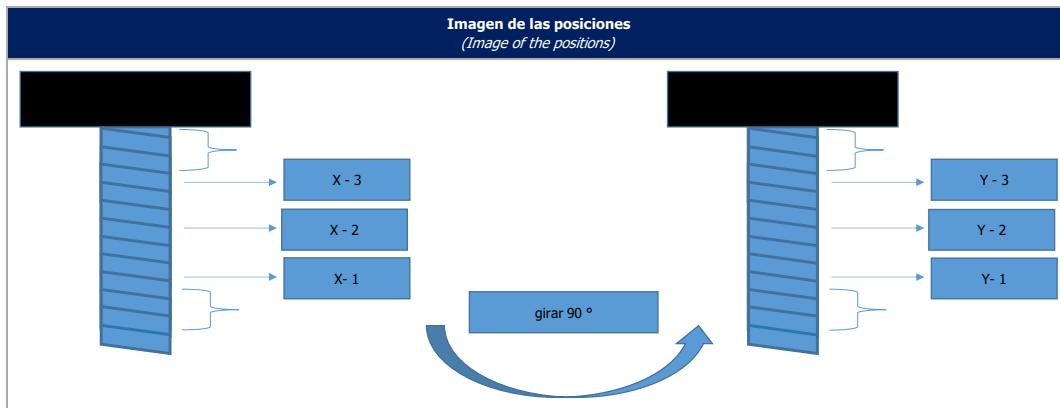 Imagen de las posiciones
(Image of the positions)
X - 3
X - 2
X- 1
girar 90 °
Y - 3
Y - 2
Y- 1